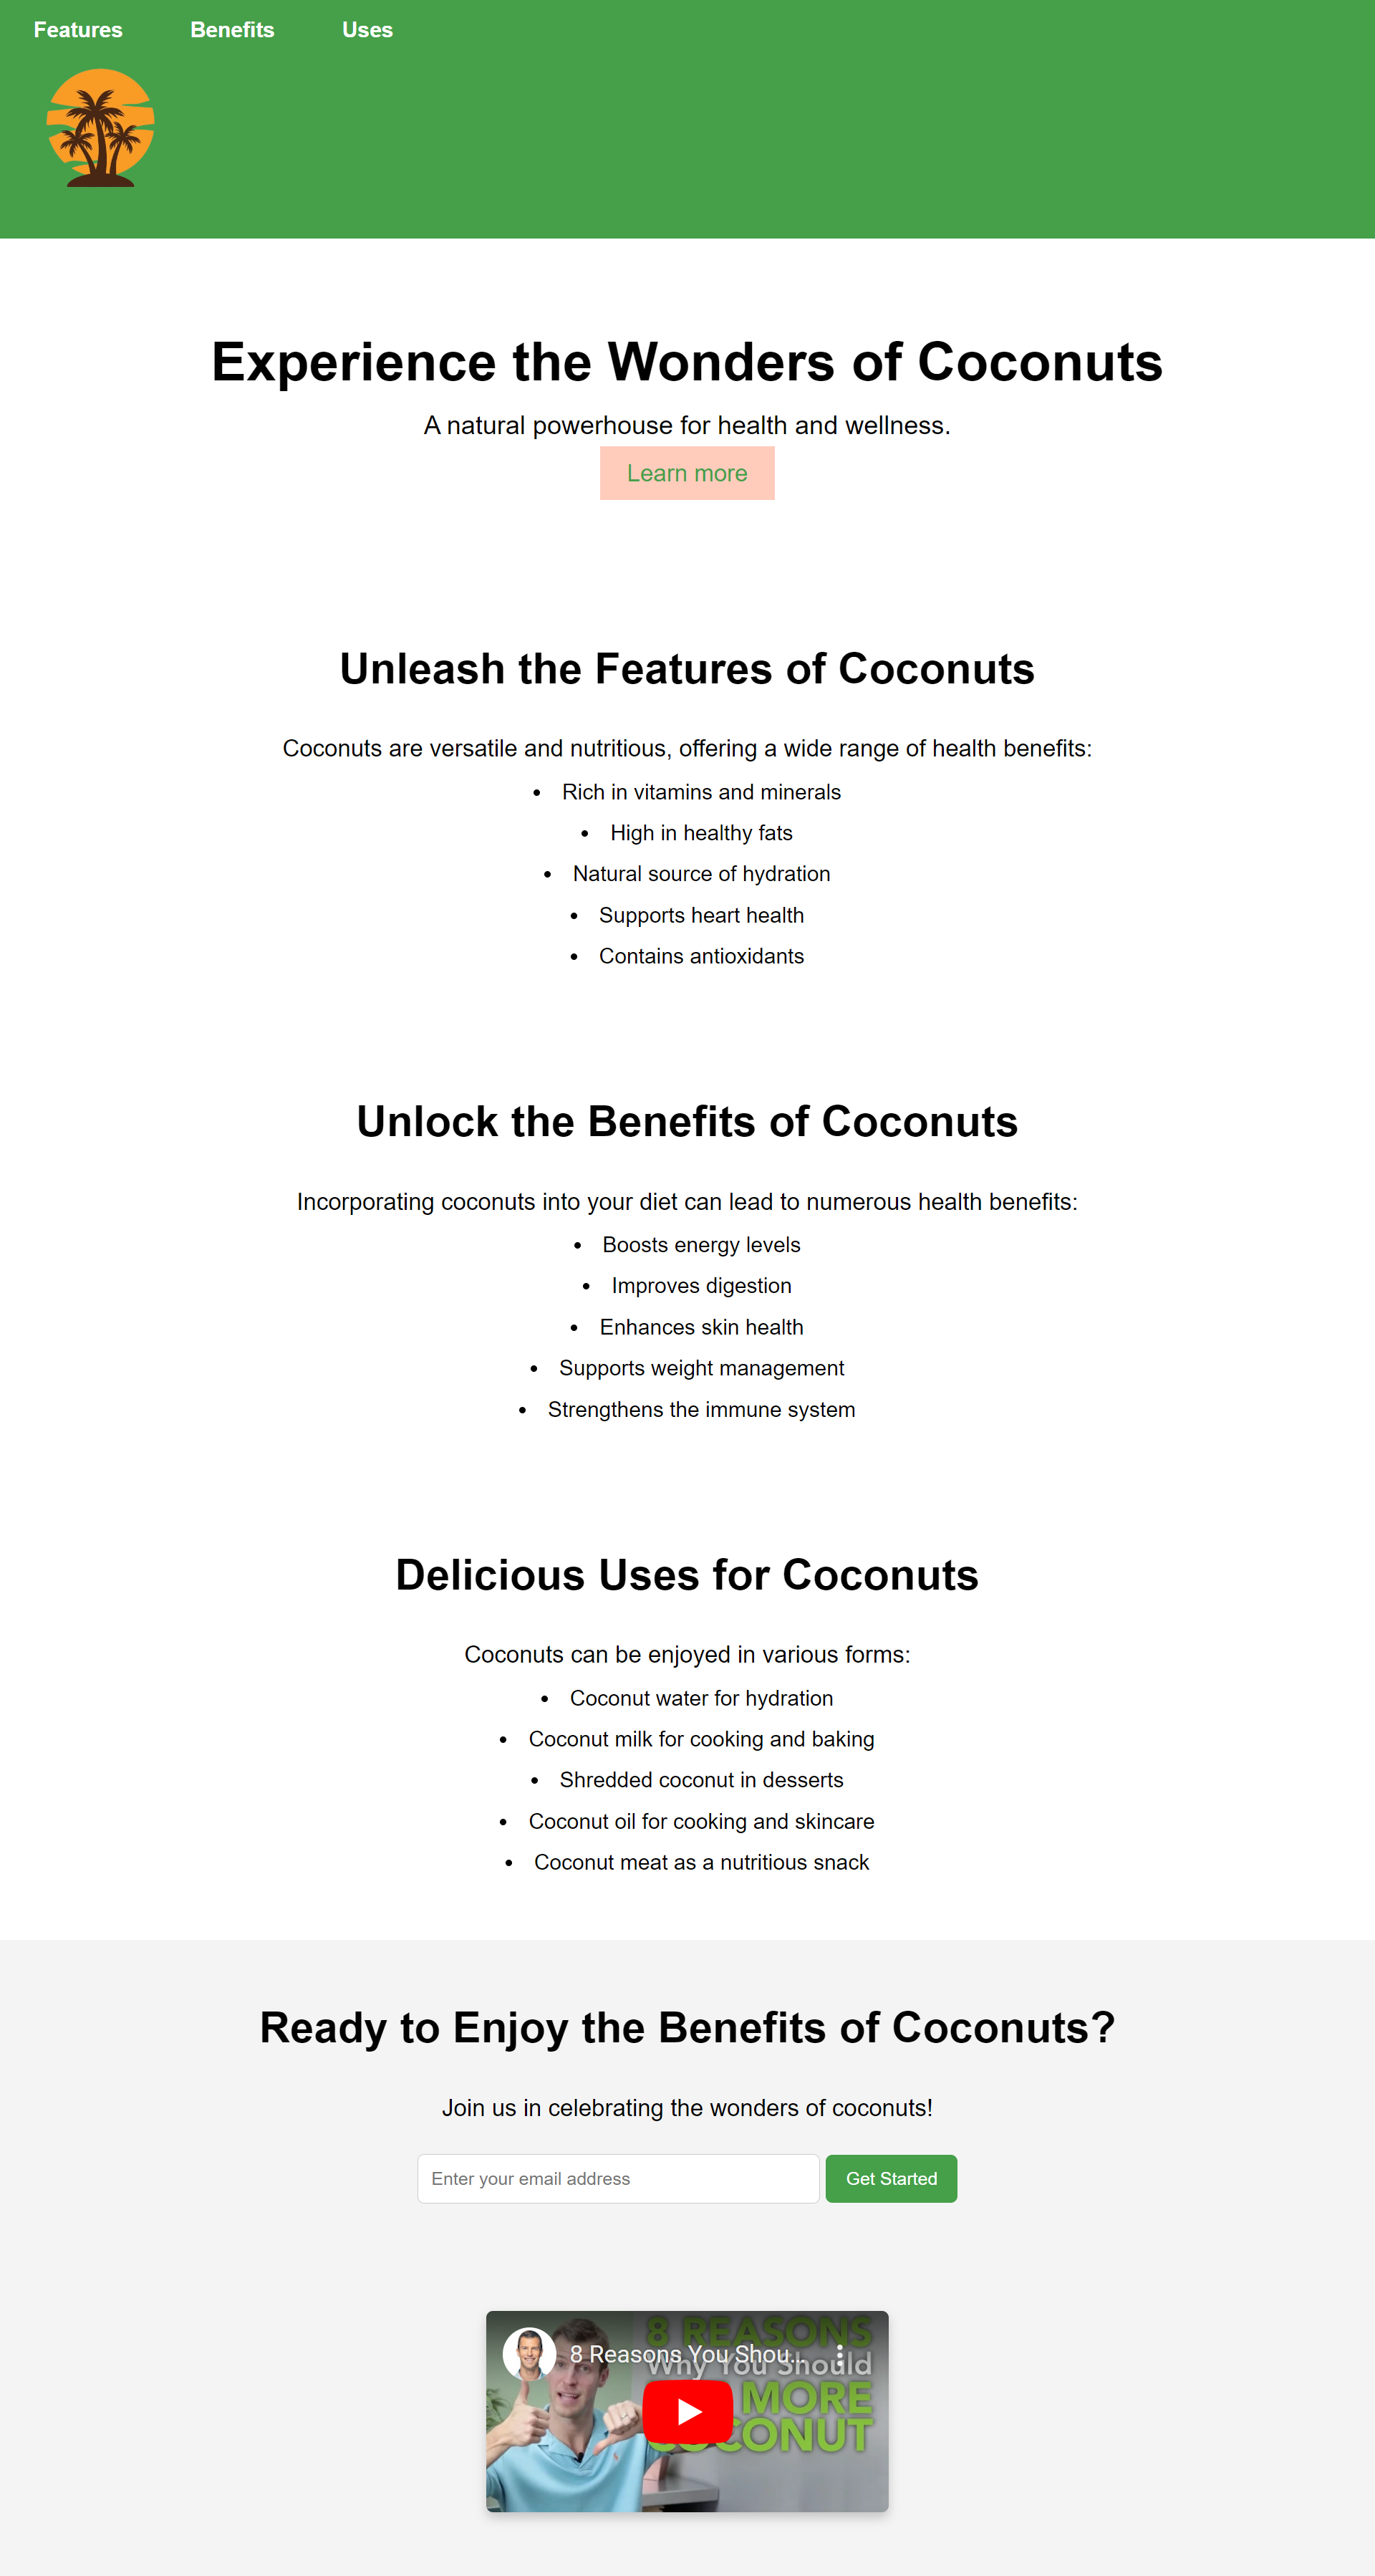 Features Benefits Uses
Experience the Wonders of Coconuts
A natural powerhouse for health and wellness.
Learn more
Unleash the Features of Coconuts
Coconuts are versatile and nutritious, offering a wide range of health benefits:
• Rich in vitamins and minerals
• High in healthy fats
• Natural source of hydration
• Supports heart health
• Contains antioxidants
Unlock the Benefits of Coconuts
Incorporating coconuts into your diet can lead to numerous health benefits:
• Boosts energy levels
• Improves digestion
• Enhances skin health
• Supports weight management
• Strengthens the immune system
Delicious Uses for Coconuts
Coconuts can be enjoyed in various forms:
• Coconut water for hydration
• Coconut milk for cooking and baking
• Shredded coconut in desserts
• Coconut oil for cooking and skincare
• Coconut meat as a nutritious snack
Ready to Enjoy the Benefits of Coconuts?
Join us in celebrating the wonders of coconuts!
Enter your email address Get Started
8 REASONS
8 Reasons You Shou...
Why You Should
MORE